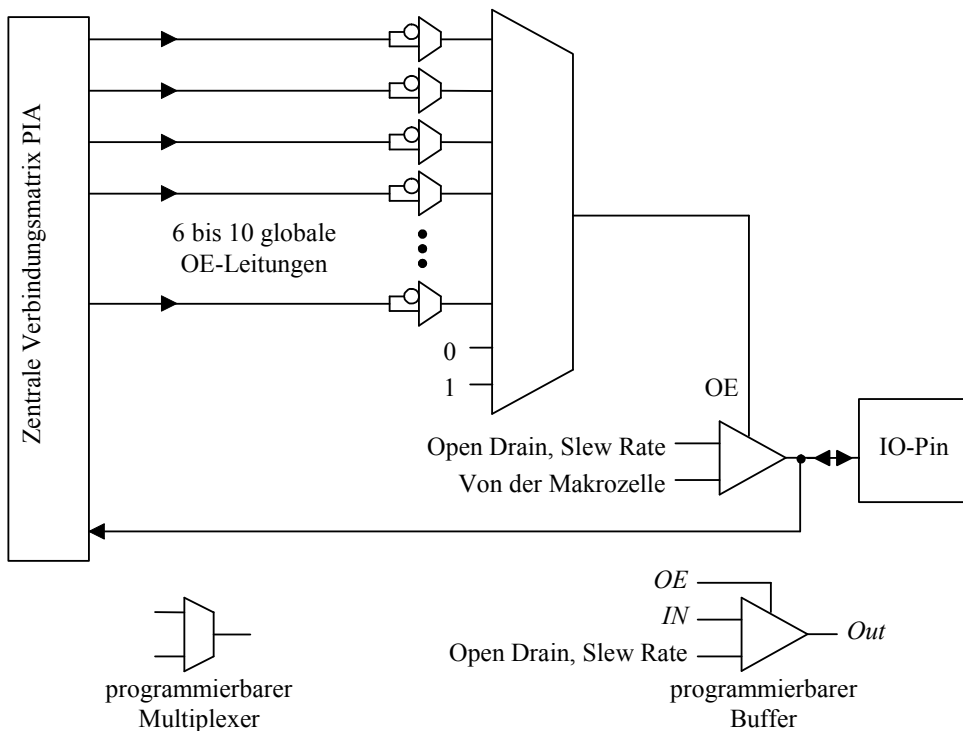 Zentrale Verbindungsmatrix PIA
6 bis 10 globale
OE-Leitungen
0
1
OE
Open Drain, Slew Rate
Von der Makrozelle
IO-Pin
programmierbarer
Multiplexer
OE
IN
Open Drain, Slew Rate
Out
programmierbarer
Buffer